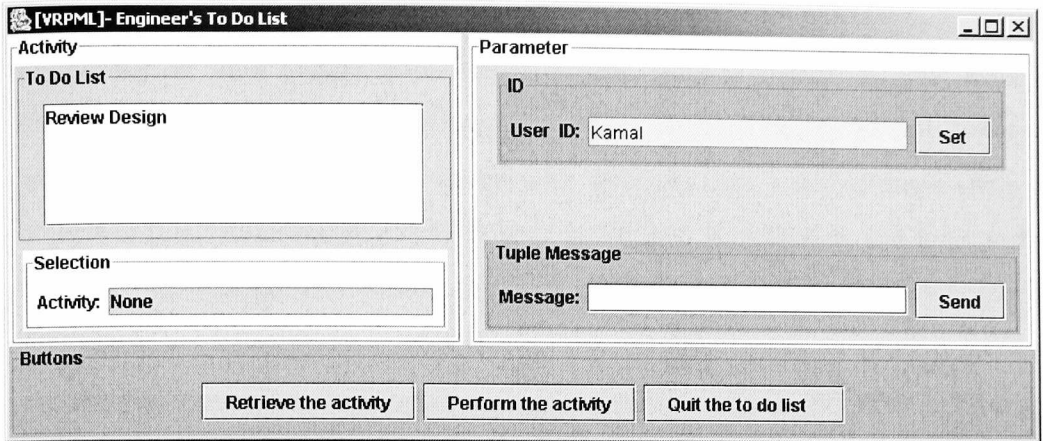 [VRPML]- Engineer's To Do List
Activity
To Do List
Review Design
Selection
Activity: None
Parameter
ID
User ID: Kamal
Set
Tuple Message
Message:
Send
Buttons
Retrieve the activity
Perform the activity
Quit the to do list